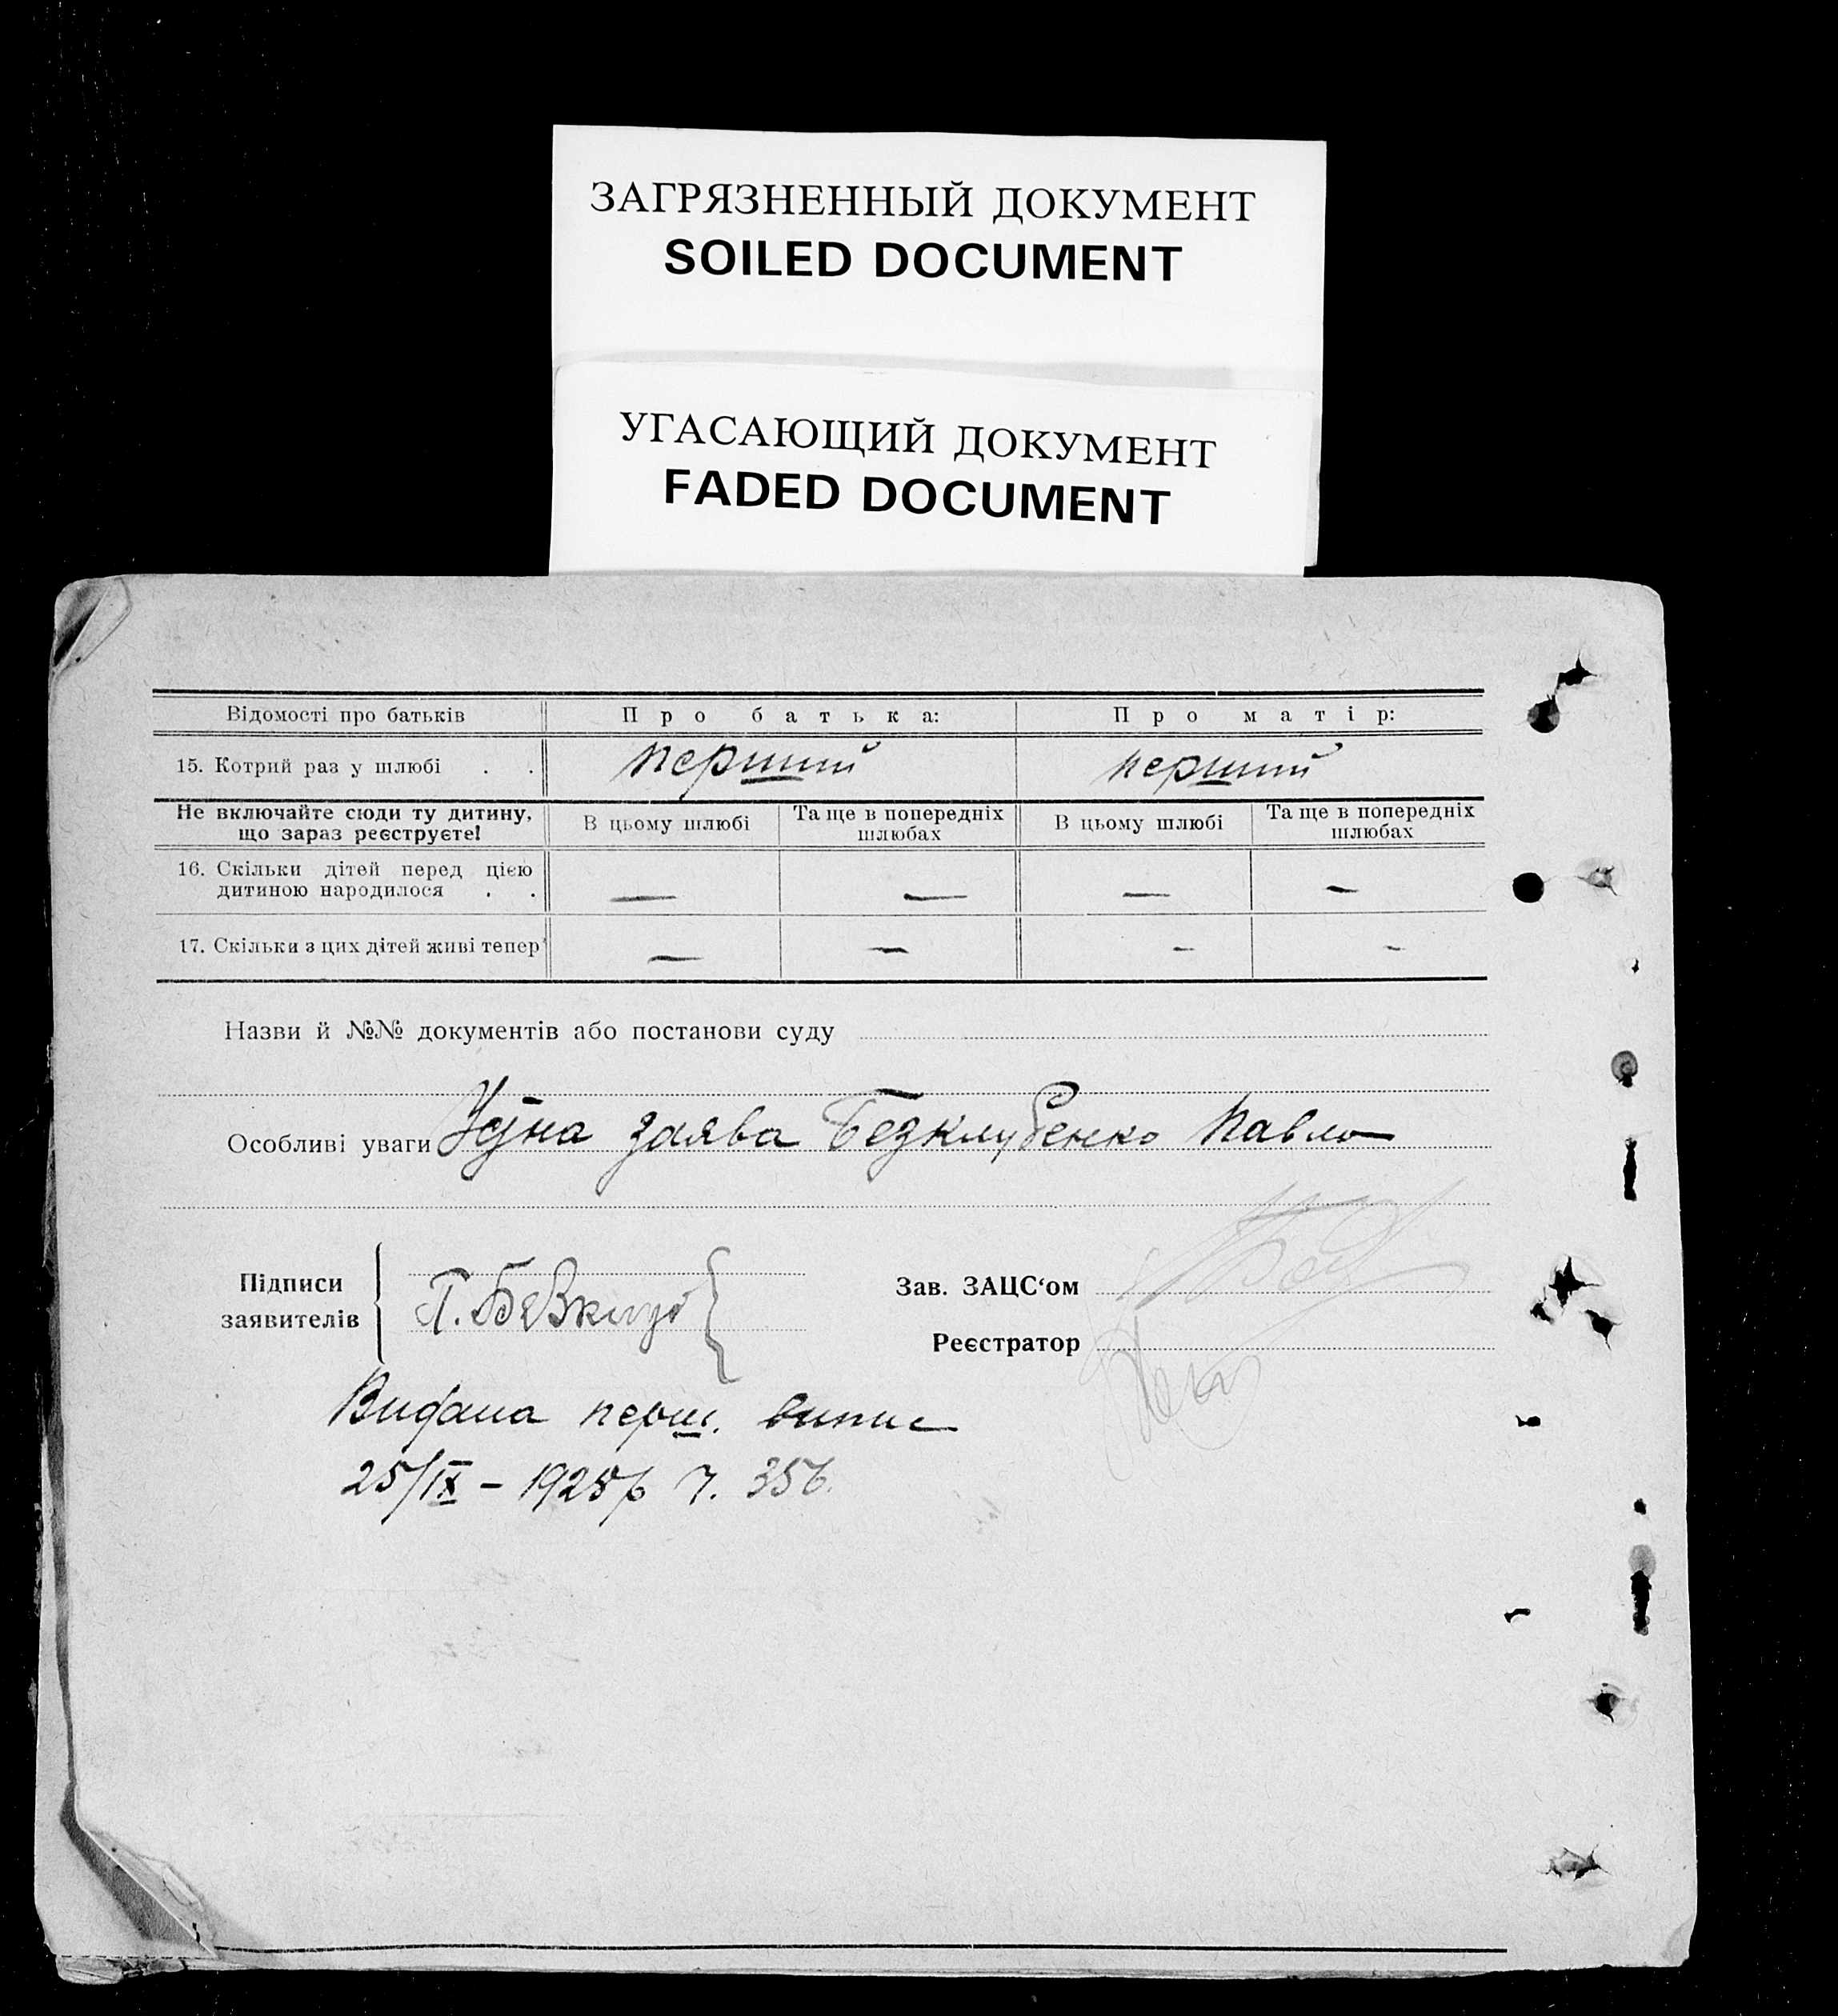 ЗАГРЯЗНЕННЫЙ ДОКУМЕНТ
SOILED DOCUMENT
УГАСАЮЩИЙ ДОКУМЕНТ
FADED DOCUMENT
Відомості про батьків Про батька: Про матір:
15. Котрий раз у шлюбі . . перший перший
Не включайте сюди ту дитину, що зараз реєструєте! В цьому шлюбі Та ще в попередніх шлюбах В цьому шлюбі Та ще в попередніх шлюбах
16. Скільки дітей перед цією дитиною народилося . . — — — —
17. Скільки з цих дітей живі тепер — — — —
Назви й №№ документів або постанови суду
Особливі уваги Усна заява Безклубенко Павло
Підписи заявителів П. Безклуб
Зав. ЗАЦС'ом
Реєстратор
Видана перш. випис
25/IX – 192 ч. 356.